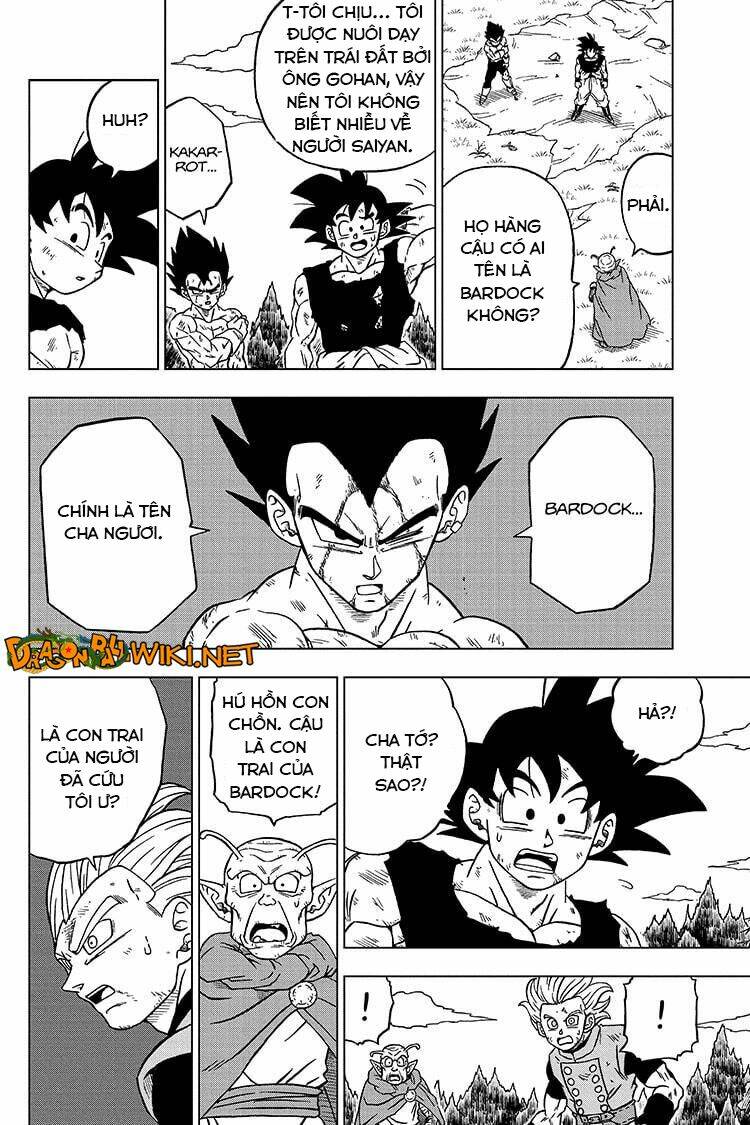 PHẢI.
HỌ HÀNG
CẬU CÓ AI
TÊN LÀ
BARDOCK
KHÔNG?
T-TÔI CHỊU... TÔI
ĐƯỢC NUÔI DẠY
TRÊN TRÁI ĐẤT BỞI
ÔNG GOHAN, VẬY
NÊN TÔI KHÔNG
BIẾT NHIỀU VỀ
NGƯỜI SAIYAN.
KAKAR-
ROT...
HUH?
BARDOCK...
CHÍNH LÀ TÊN
CHA NGƯƠI.
DRAGON BALL WIKI.NET
HẢ?!
CHA TỚ?
THẬT
SAO?!
!
!
HÚ HỒN CON
CHỒN. CẬU
LÀ CON
TRAI CỦA
BARDOCK!
LÀ CON TRAI
CỦA NGƯỜI
ĐÃ CỨU
TÔI Ư?